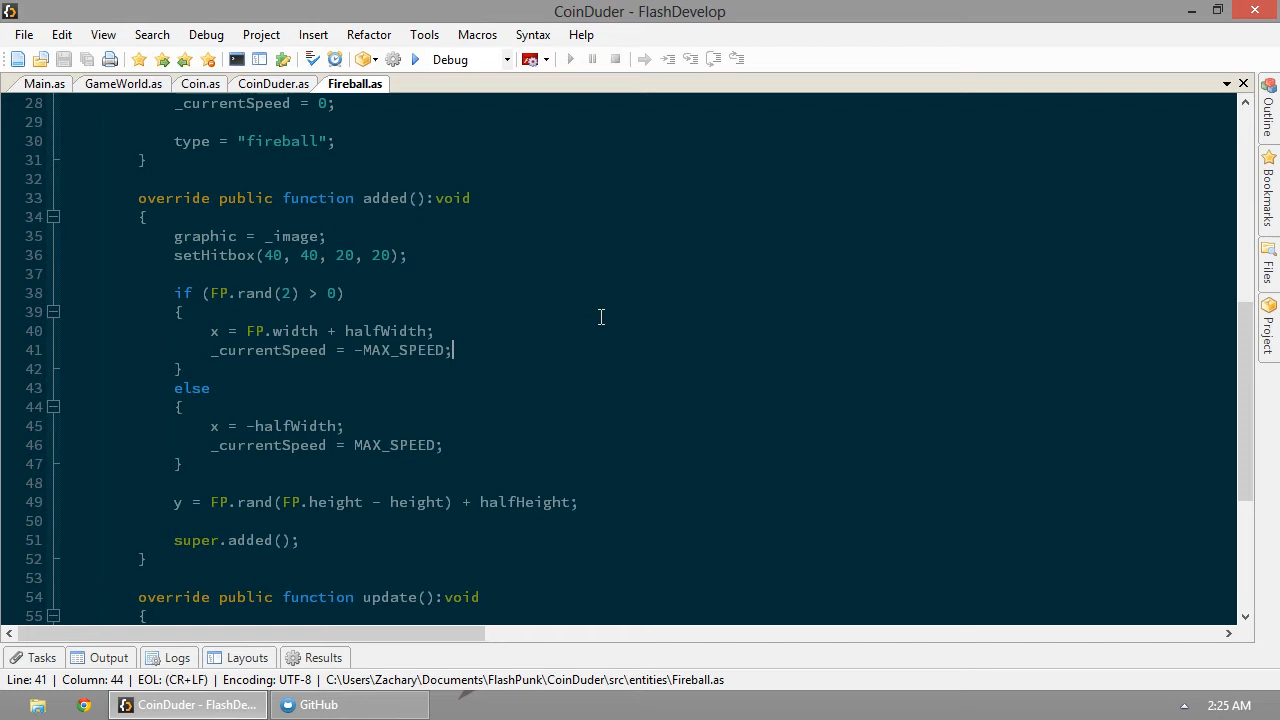 CoinDuder - FlashDevelop
File Edit View Search Debug Project Insert Refactor Tools Macros Syntax Help
Debug
Main.as GameWorld.as Coin.as CoinDuder.as Fireball.as
28 _currentSpeed = 0;
29
30 type = "fireball";
31 }
32
33 override public function added():void
34 {
35 graphic = _image;
36 setHitbox(40, 40, 20, 20);
37
38 if (FP.rand(2) > 0)
39 {
40 x = FP.width + halfWidth;
41 _currentSpeed = -MAX_SPEED;
42 }
43 else
44 {
45 x = -halfWidth;
46 _currentSpeed = MAX_SPEED;
47 }
48
49 y = FP.rand(FP.height - height) + halfHeight;
50
51 super.added();
52 }
53
54 override public function update():void
55 {
Outline
Bookmarks
Files
Project
Tasks Output Logs Layouts Results
Line: 41 | Column: 44 | EOL: (CR+LF) | Encoding: UTF-8 | C:\Users\Zachary\Documents\FlashPunk\CoinDuder\src\entities\Fireball.as
CoinDuder - FlashDe... GitHub 2:25 AM